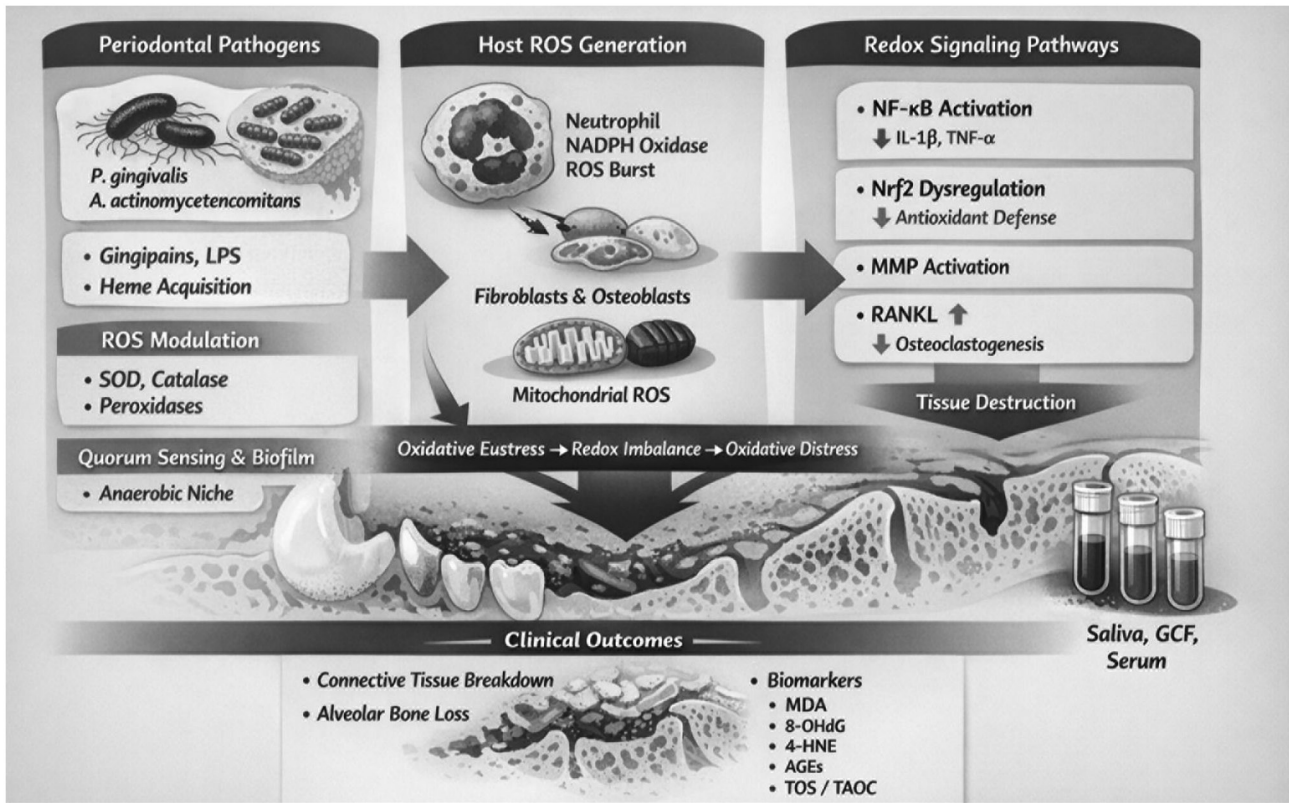 Periodontal Pathogens
P. gingivalis
A. actinomycetencomitans
• Gingipains, LPS
• Heme Acquisition
ROS Modulation
• SOD, Catalase
• Peroxidases
Quorum Sensing & Biofilm
• Anaerobic Niche
Host ROS Generation
Neutrophil
NADPH Oxidase
ROS Burst
Fibroblasts & Osteoblasts
Mitochondrial ROS
Redox Signaling Pathways
• NF-κB Activation
↓ IL-1β, TNF-α
• Nrf2 Dysregulation
↓ Antioxidant Defense
• MMP Activation
• RANKL ↑
↓ Osteoclastogenesis
Tissue Destruction
Oxidative Eustress → Redox Imbalance → Oxidative Distress
Saliva, GCF,
Serum
Clinical Outcomes
• Connective Tissue Breakdown
• Alveolar Bone Loss
• Biomarkers
• MDA
• 8-OHdG
• 4-HNE
• AGEs
• TOS / TAOC